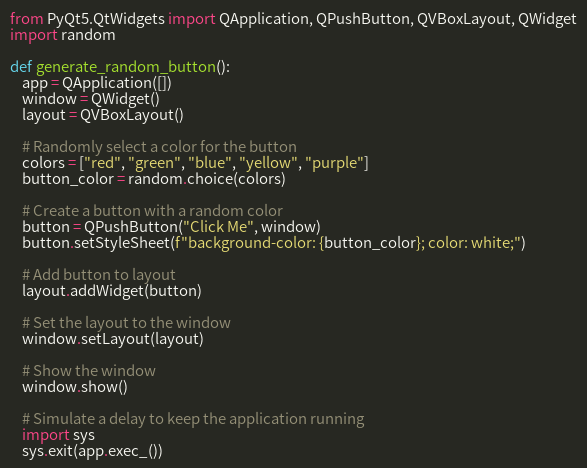 from PyQt5.QtWidgets import QApplication, QPushButton, QVBoxLayout, QWidget
import random

def generate_random_button():
    app = QApplication([])
    window = QWidget()
    layout = QVBoxLayout()

    # Randomly select a color for the button
    colors = ["red", "green", "blue", "yellow", "purple"]
    button_color = random.choice(colors)

    # Create a button with a random color
    button = QPushButton("Click Me", window)
    button.setStyleSheet(f"background-color: {button_color}; color: white;")

    # Add button to layout
    layout.addWidget(button)

    # Set the layout to the window
    window.setLayout(layout)

    # Show the window
    window.show()

    # Simulate a delay to keep the application running
    import sys
    sys.exit(app.exec_())